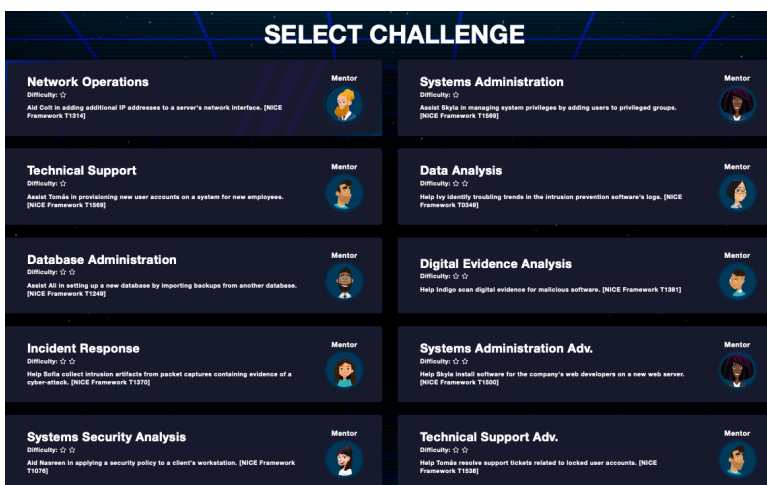 SELECT CHALLENGE
Network Operations
Mentor
Difficulty: ☆
Aid Colt in adding additional IP addresses to a server's network interface. [NICE
Framework T1314]
Systems Administration
Mentor
Difficulty: ☆
Assist Skyla in managing system privileges by adding users to privileged groups.
[NICE Framework T1569]
Technical Support
Mentor
Difficulty: ☆
Assist Tomás in provisioning new user accounts on a system for new employees.
[NICE Framework T1569]
Data Analysis
Mentor
Difficulty: ☆
Help Ivy identify troubling trends in the intrusion prevention software's logs. [NICE
Framework T0349]
Database Administration
Mentor
Difficulty: ☆ ☆
Assist Ali in setting up a new database by importing backups from another database.
[NICE Framework T1249]
Digital Evidence Analysis
Mentor
Difficulty: ☆ ☆
Help Indigo scan digital evidence for malicious software. [NICE Framework T1381]
Incident Response
Mentor
Difficulty: ☆ ☆
Help Sofia collect intrusion artifacts from packet captures containing evidence of a
cyber-attack. [NICE Framework T1370]
Systems Administration Adv.
Mentor
Difficulty: ☆ ☆
Help Skyla install software for the company's web developers on a new web server.
[NICE Framework T1500]
Systems Security Analysis
Mentor
Difficulty: ☆ ☆
Aid Nasreen in applying a security policy to a client's workstation. [NICE Framework
T1076]
Technical Support Adv.
Mentor
Difficulty: ☆ ☆
Help Tomás resolve support tickets related to locked user accounts. [NICE
Framework T1538]